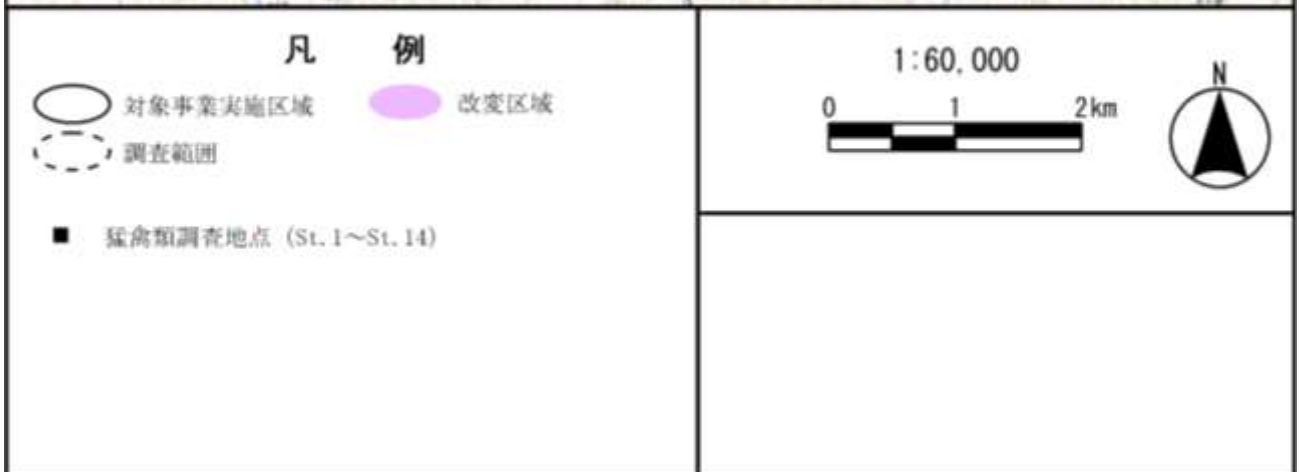 凡 例
対象事業実施区域 改変区域
調査範囲
猛禽類調査地点 (St.1～St.14)
1:60,000
0 1 2km
N